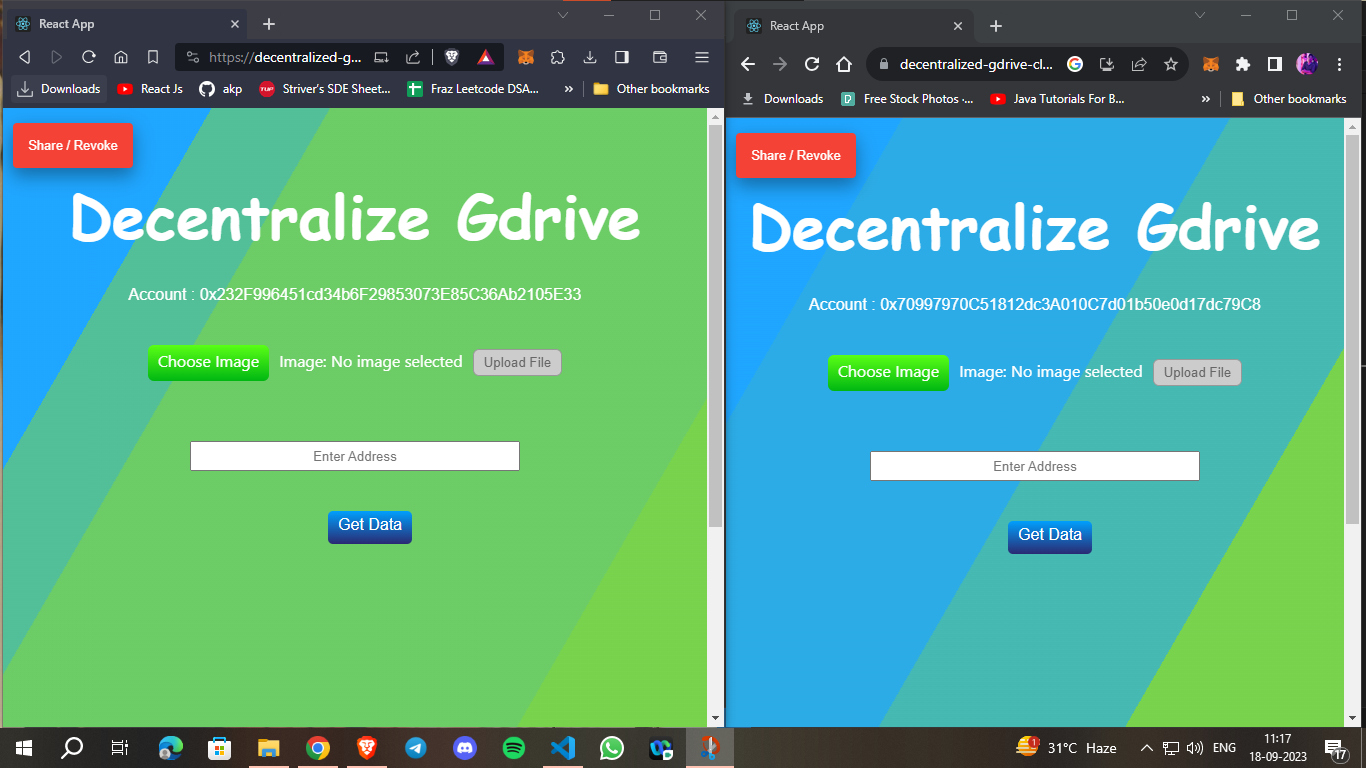 React App
https://decentralized-g...
Downloads
React Js
akp
TUF
Striver's SDE Sheet...
Fraz Leetcode DSA...
»
Other bookmarks
Share / Revoke
Decentralize Gdrive
Account : 0x232F996451cd34b6F29853073E85C36Ab2105E33
Choose Image
Image: No image selected
Upload File
Enter Address
Get Data
React App
decentralized-gdrive-cl...
Downloads
Free Stock Photos ·...
Java Tutorials For B...
»
Other bookmarks
Share / Revoke
Decentralize Gdrive
Account : 0x70997970C51812dc3A010C7d01b50e0d17dc79C8
Choose Image
Image: No image selected
Upload File
Enter Address
Get Data
1
31°C Haze
ENG
11:17
18-09-2023
17